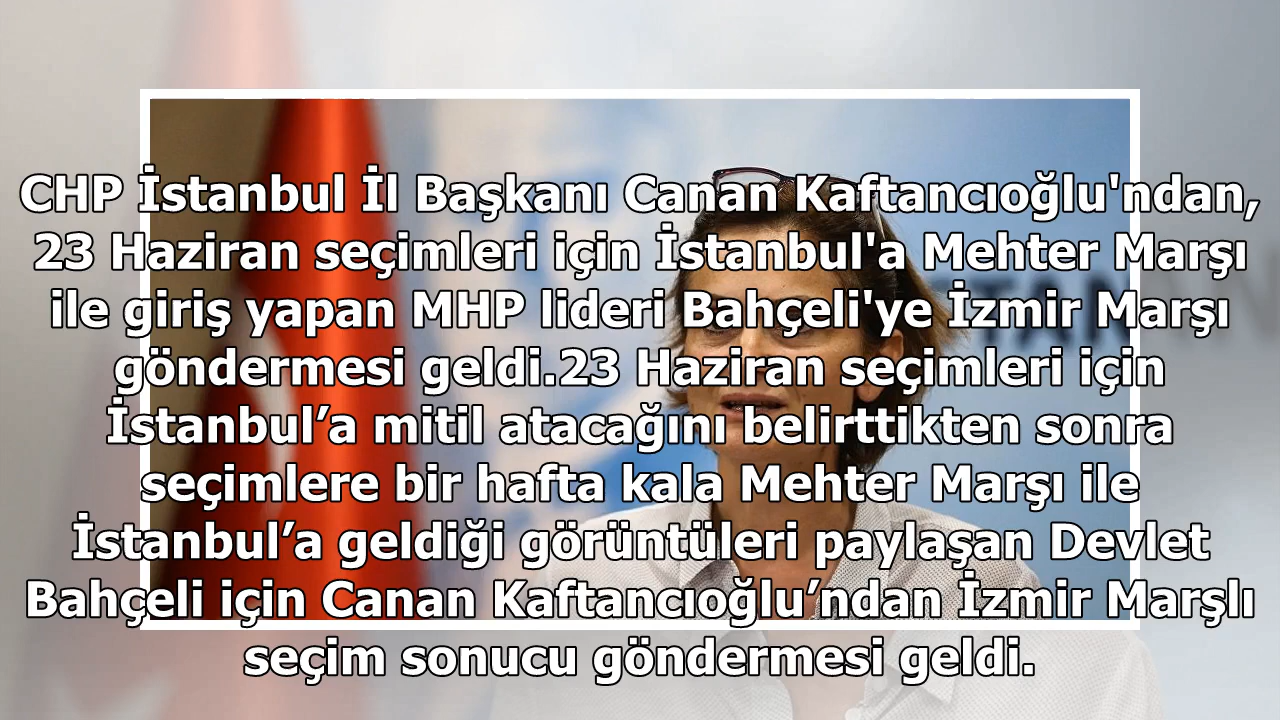 CHP İstanbul İl Başkanı Canan Kaftancıoğlu'ndan,
23 Haziran seçimleri için İstanbul'a Mehter Marşı
ile giriş yapan MHP lideri Bahçeli'ye İzmir Marşı
göndermesi geldi.23 Haziran seçimleri için
İstanbul’a mitil atacağını belirttikten sonra
seçimlere bir hafta kala Mehter Marşı ile
İstanbul’a geldiği görüntüleri paylaşan Devlet
Bahçeli için Canan Kaftancıoğlu’ndan İzmir Marşlı
seçim sonucu göndermesi geldi.